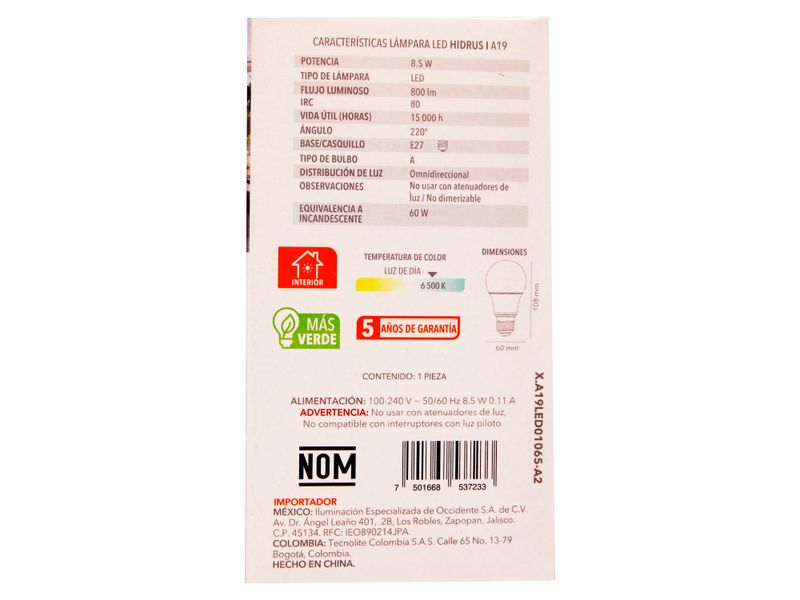 CARACTERÍSTICAS LÁMPARA LED HIDRUS I A19
POTENCIA 8.5 W
TIPO DE LÁMPARA LED
FLUJO LUMINOSO 800 lm
IRC 80
VIDA ÚTIL (HORAS) 15 000 h
ÁNGULO 220°
BASE/CASQUILLO E27
TIPO DE BULBO A
DISTRIBUCIÓN DE LUZ Omnidireccional
OBSERVACIONES No usar con atenuadores de
luz / No dimerizable
EQUIVALENCIA A
INCANDESCENTE 60 W
INTERIOR
TEMPERATURA DE COLOR
LUZ DE DÍA
6 500 K
DIMENSIONES
108 mm
60 mm
MÁS
VERDE
5 AÑOS DE GARANTÍA
CONTENIDO: 1 PIEZA
ALIMENTACIÓN: 100-240 V ~ 50/60 Hz 8.5 W 0.11 A
ADVERTENCIA: No usar con atenuadores de luz,
No compatible con interruptores con luz piloto.
X.A19LED01065-A2
NOM
7 501668 537233
IMPORTADOR
MÉXICO: Iluminación Especializada de Occidente S.A. de C.V.
Av. Dr. Ángel Leaño 401, 2B, Los Robles, Zapopan, Jalisco.
C.P. 45134. RFC: IEO890214JPA.
COLOMBIA: Tecnolite Colombia S.A.S. Calle 65 No. 13-79
Bogotá, Colombia.
HECHO EN CHINA.